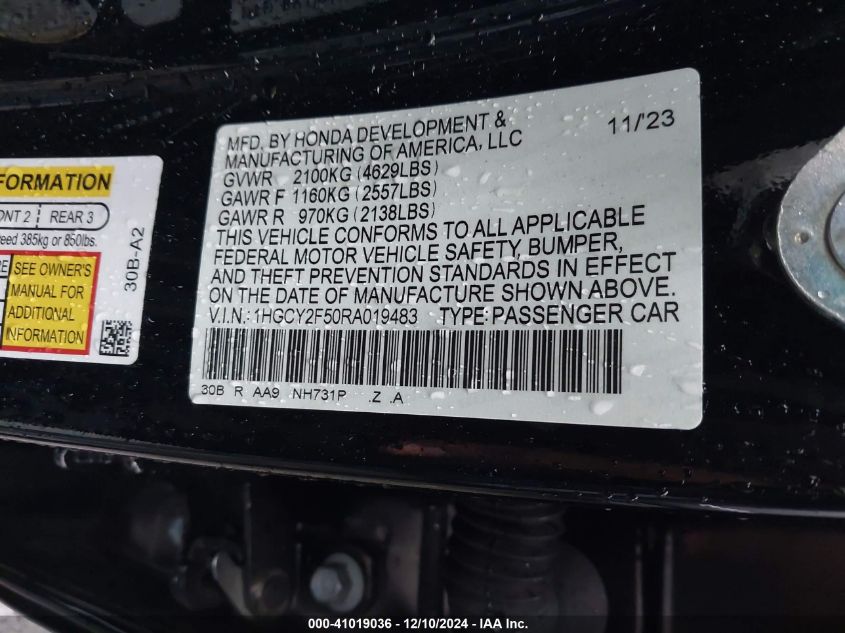 FORMATION
ONT 2 | REAR 3
eed 385kg or 850lbs.
SEE OWNER'S
MANUAL FOR
ADDITIONAL
INFORMATION
30B-A2
MFD. BY HONDA DEVELOPMENT & 11/'23
MANUFACTURING OF AMERICA, LLC
GVWR 2100KG (4629LBS)
GAWR F 1160KG (2557LBS)
GAWR R 970KG (2138LBS)
THIS VEHICLE CONFORMS TO ALL APPLICABLE
FEDERAL MOTOR VEHICLE SAFETY, BUMPER,
AND THEFT PREVENTION STANDARDS IN EFFECT
ON THE DATE OF MANUFACTURE SHOWN ABOVE.
V.I.N.: 1HGCY2F50RA019483 TYPE: PASSENGER CAR
30B R AA9 NH731P .Z .A
000-41019036 - 12/10/2024 - IAA Inc.